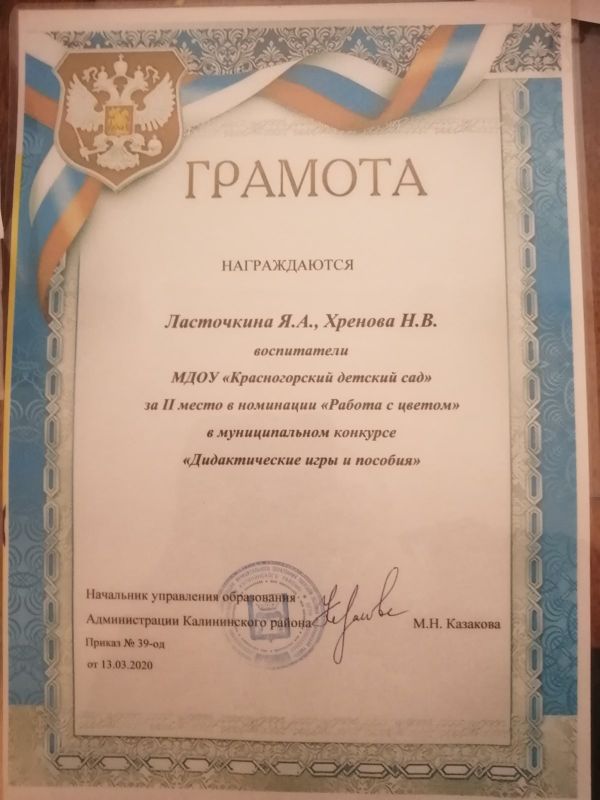 ГРАМОТА
НАГРАЖДАЮТСЯ
Ласточкина Я.А., Хренова Н.В.
воспитатели
МДОУ «Красногорский детский сад»
за II место в номинации «Работа с цветом»
в муниципальном конкурсе
«Дидактические игры и пособия»
Начальник управления образования
Администрации Калининского района
М.Н. Казакова
Приказ № 39-од
от 13.03.2020